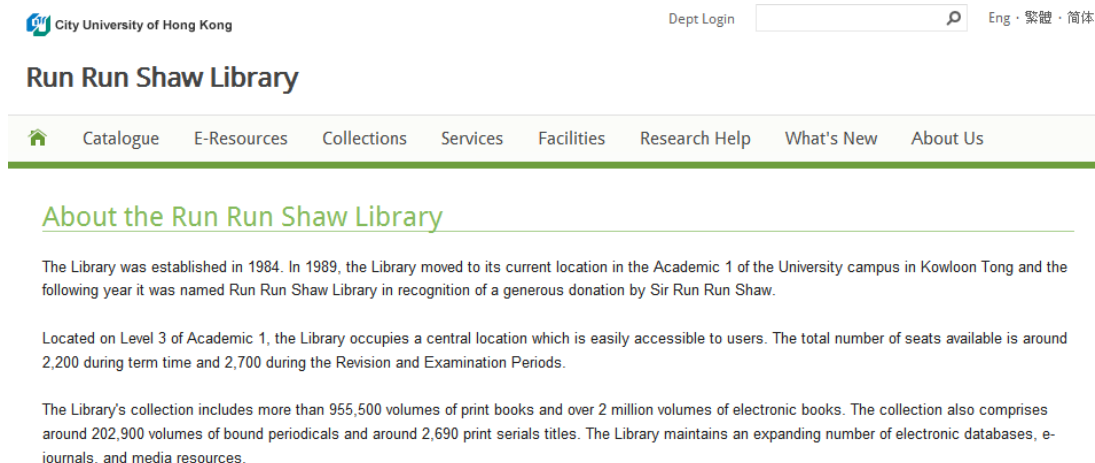 City University of Hong Kong
Dept Login
Eng · 繁體 · 简体
Run Run Shaw Library
Catalogue E-Resources Collections Services Facilities Research Help What's New About Us
About the Run Run Shaw Library
The Library was established in 1984. In 1989, the Library moved to its current location in the Academic 1 of the University campus in Kowloon Tong and the
following year it was named Run Run Shaw Library in recognition of a generous donation by Sir Run Run Shaw.
Located on Level 3 of Academic 1, the Library occupies a central location which is easily accessible to users. The total number of seats available is around
2,200 during term time and 2,700 during the Revision and Examination Periods.
The Library's collection includes more than 955,500 volumes of print books and over 2 million volumes of electronic books. The collection also comprises
around 202,900 volumes of bound periodicals and around 2,690 print serials titles. The Library maintains an expanding number of electronic databases, e-
journals, and media resources.